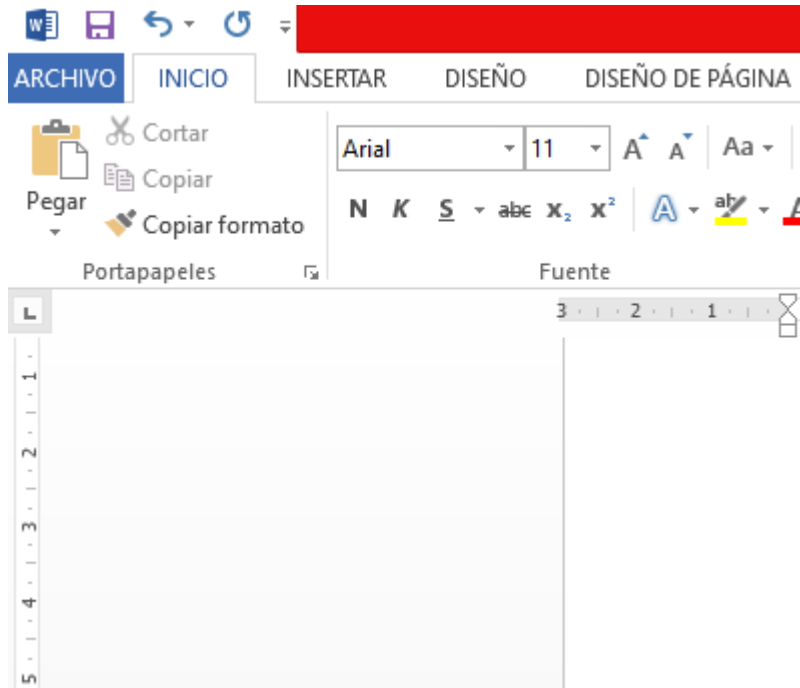 ARCHIVO INICIO INSERTAR DISEÑO DISEÑO DE PÁGINA
Cortar
Copiar
Pegar
Copiar formato
Portapapeles
Arial 11 A A Aa
N K S abc X₂ X² A ab A
Fuente
L
3 2 1
1
2
3
4
5